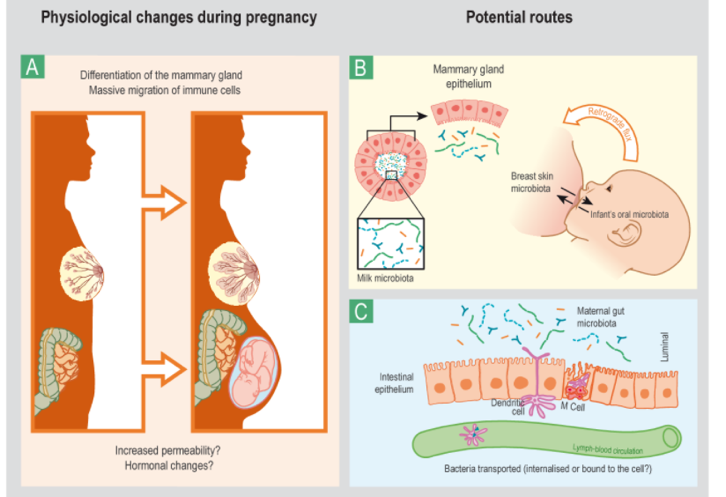 Physiological changes during pregnancy
Potential routes
A
Differentiation of the mammary gland
Massive migration of immune cells
Increased permeability?
Hormonal changes?
B
Mammary gland
epithelium
Milk microbiota
Retrograde flux
Breast skin
microbiota
Infant's oral microbiota
C
Maternal gut
microbiota
Luminal
Intestinal
epithelium
Dendritic
cell
M Cell
Lymph-blood circulation
Bacteria transported (internalised or bound to the cell?)